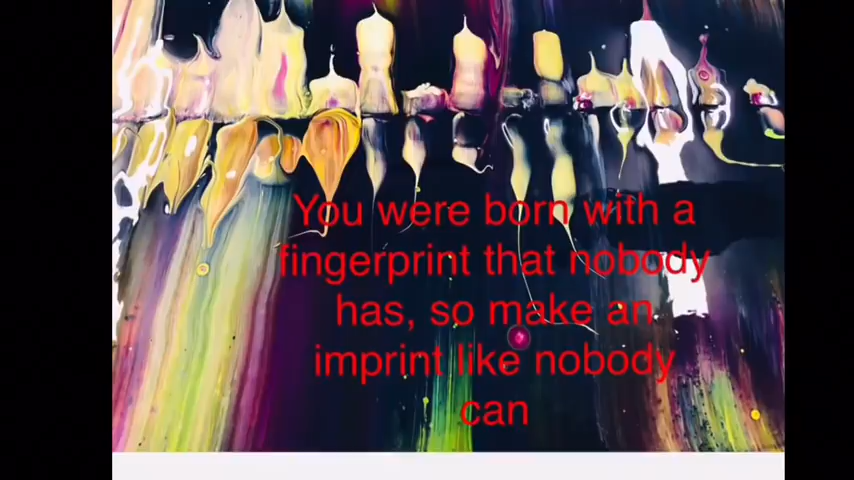 You were born with a
fingerprint that nobody
has, so make an
imprint like nobody
can